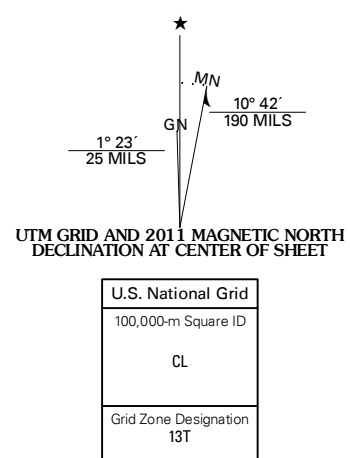 ★
MN
10° 42´
190 MILS
GN
1° 23´
25 MILS
UTM GRID AND 2011 MAGNETIC NORTH
DECLINATION AT CENTER OF SHEET
U.S. National Grid
100,000-m Square ID
CL
Grid Zone Designation
13T